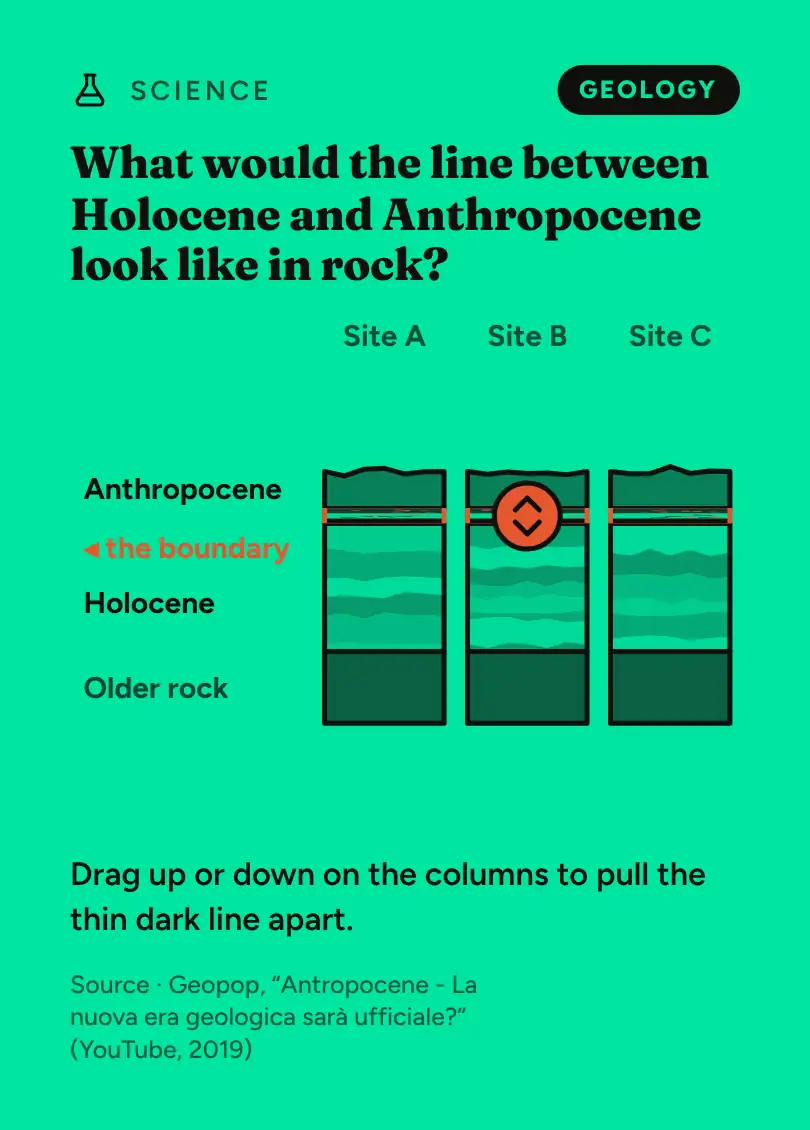 SCIENCE
GEOLOGY
What would the line between
Holocene and Anthropocene
look like in rock?
Site A
Site B
Site C
Anthropocene
the boundary
Holocene
Older rock
Drag up or down on the columns to pull the
thin dark line apart.
Source · Geopop, “Antropocene - La
nuova era geologica sarà ufficiale?”
(YouTube, 2019)